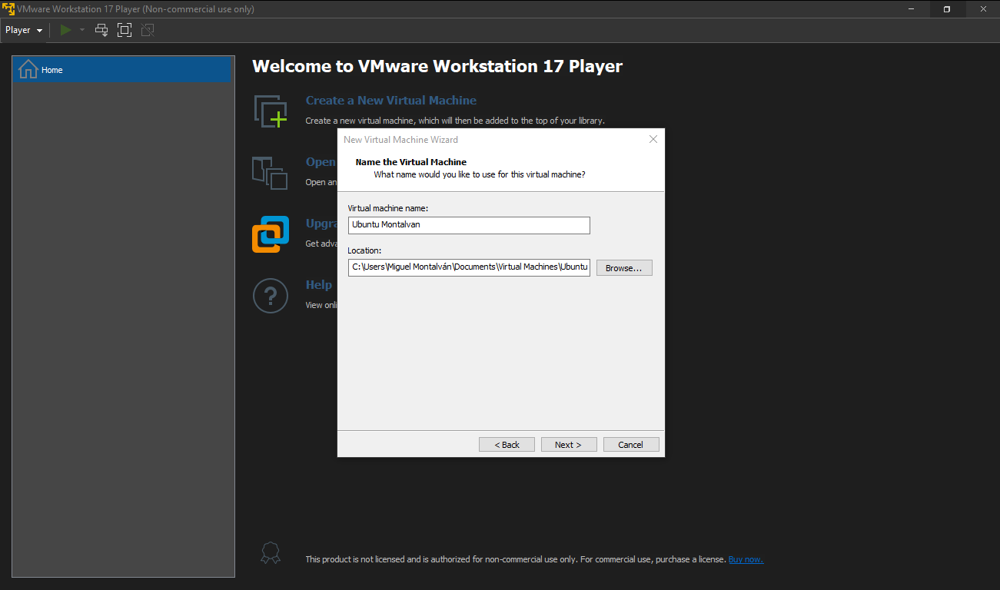 VMware Workstation 17 Player (Non-commercial use only)
Player
Home
Welcome to VMware Workstation 17 Player
Create a New Virtual Machine
Create a new virtual machine, which will then be added to the top of your library.
Open
Open an
Upgra
Get adva
Help
View onli
New Virtual Machine Wizard
Name the Virtual Machine
What name would you like to use for this virtual machine?
Virtual machine name:
Ubuntu Montalvan
Location:
C:\Users\Miguel Montalván\Documents\Virtual Machines\Ubuntu
Browse...
< Back
Next >
Cancel
This product is not licensed and is authorized for non-commercial use only. For commercial use, purchase a license. Buy now.